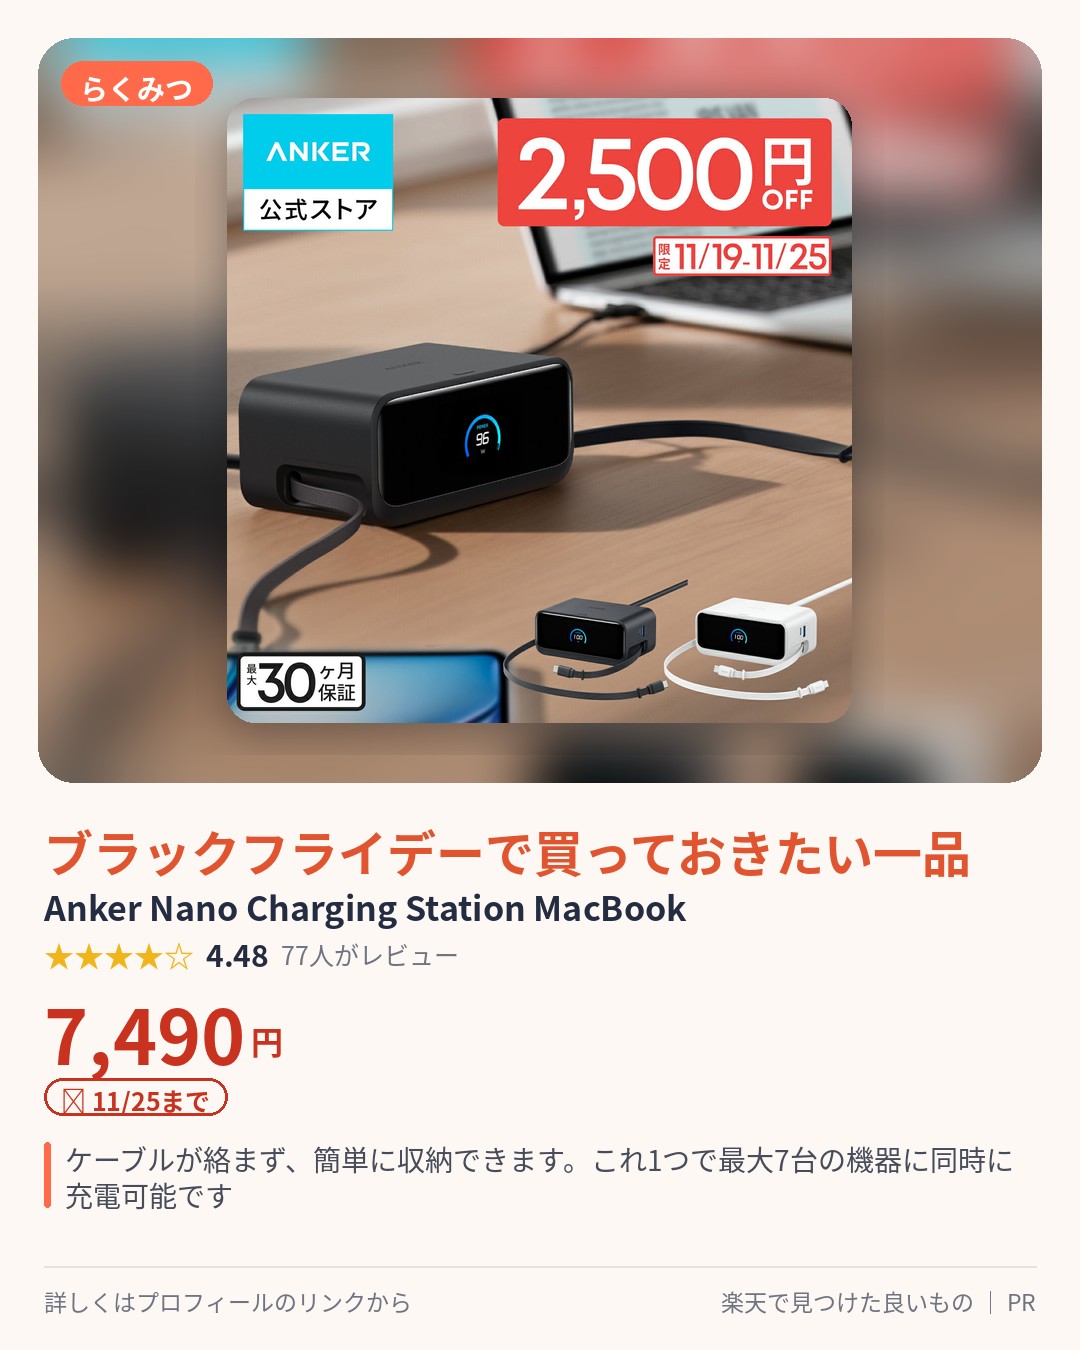 らくみつ
ANKER
公式ストア
2,500円
OFF
限定 11/19-11/25
POWER
96
W
100
100
最大30ヶ月保証
ブラックフライデーで買っておきたい一品
Anker Nano Charging Station MacBook
★★★★☆ 4.48 77人がレビュー
7,490円
11/25まで
ケーブルが絡まず、簡単に収納できます。これ1つで最大7台の機器に同時に
充電可能です
詳しくはプロフィールのリンクから
楽天で見つけた良いもの｜PR